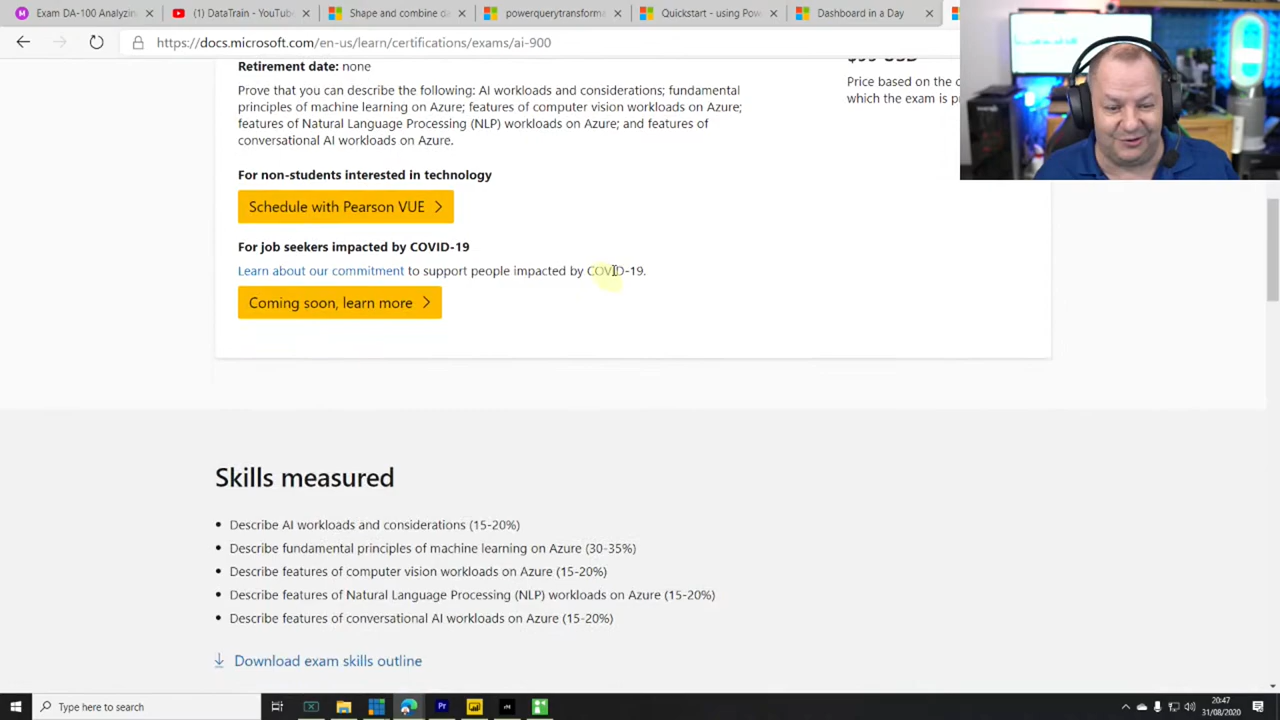 Exam DA-100 Analyzin
(1) DataTrain - YouTube
Shape and combine d
powerquerytransforma
Quickstart - using Pow
Dashboard in a Day
https://docs.microsoft.com/en-us/learn/certifications/exams/ai-900
Retirement date: none
Prove that you can describe the following: AI workloads and considerations; fundamental
principles of machine learning on Azure; features of computer vision workloads on Azure;
features of Natural Language Processing (NLP) workloads on Azure; and features of
conversational AI workloads on Azure.
$99 USD
Price based on the c
which the exam is p
For non-students interested in technology
Schedule with Pearson VUE
For job seekers impacted by COVID-19
Learn about our commitment to support people impacted by COVID-19.
Coming soon, learn more
Skills measured
• Describe AI workloads and considerations (15-20%)
• Describe fundamental principles of machine learning on Azure (30-35%)
• Describe features of computer vision workloads on Azure (15-20%)
• Describe features of Natural Language Processing (NLP) workloads on Azure (15-20%)
• Describe features of conversational AI workloads on Azure (15-20%)
Download exam skills outline
Type here to search
20:47
31/08/2020